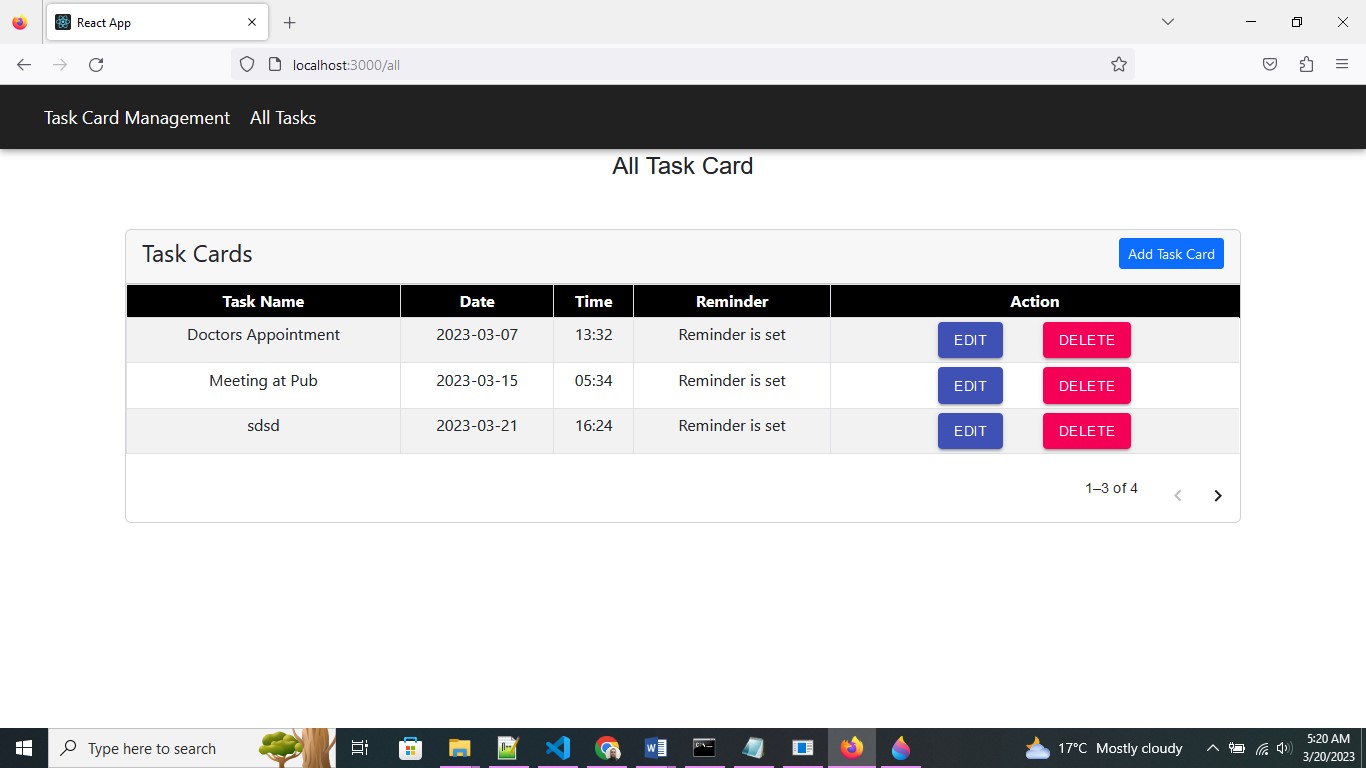 React App
localhost:3000/all
Task Card Management All Tasks
All Task Card
Task Cards Add Task Card
Task Name Date Time Reminder Action
Doctors Appointment 2023-03-07 13:32 Reminder is set EDIT DELETE
Meeting at Pub 2023-03-15 05:34 Reminder is set EDIT DELETE
sdsd 2023-03-21 16:24 Reminder is set EDIT DELETE
1–3 of 4
Type here to search 17°C Mostly cloudy 5:20 AM
3/20/2023